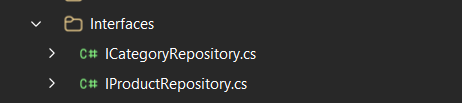 Interfaces
C# ICategoryRepository.cs
C# IProductRepository.cs